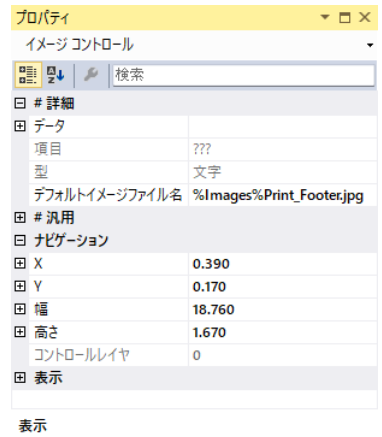 プロパティ
イメージ コントロール
検索
# 詳細
データ
項目 ???
型 文字
デフォルトイメージファイル名 %Images%Print_Footer.jpg
# 汎用
ナビゲーション
X 0.390
Y 0.170
幅 18.760
高さ 1.670
コントロールレイヤ 0
表示
表示